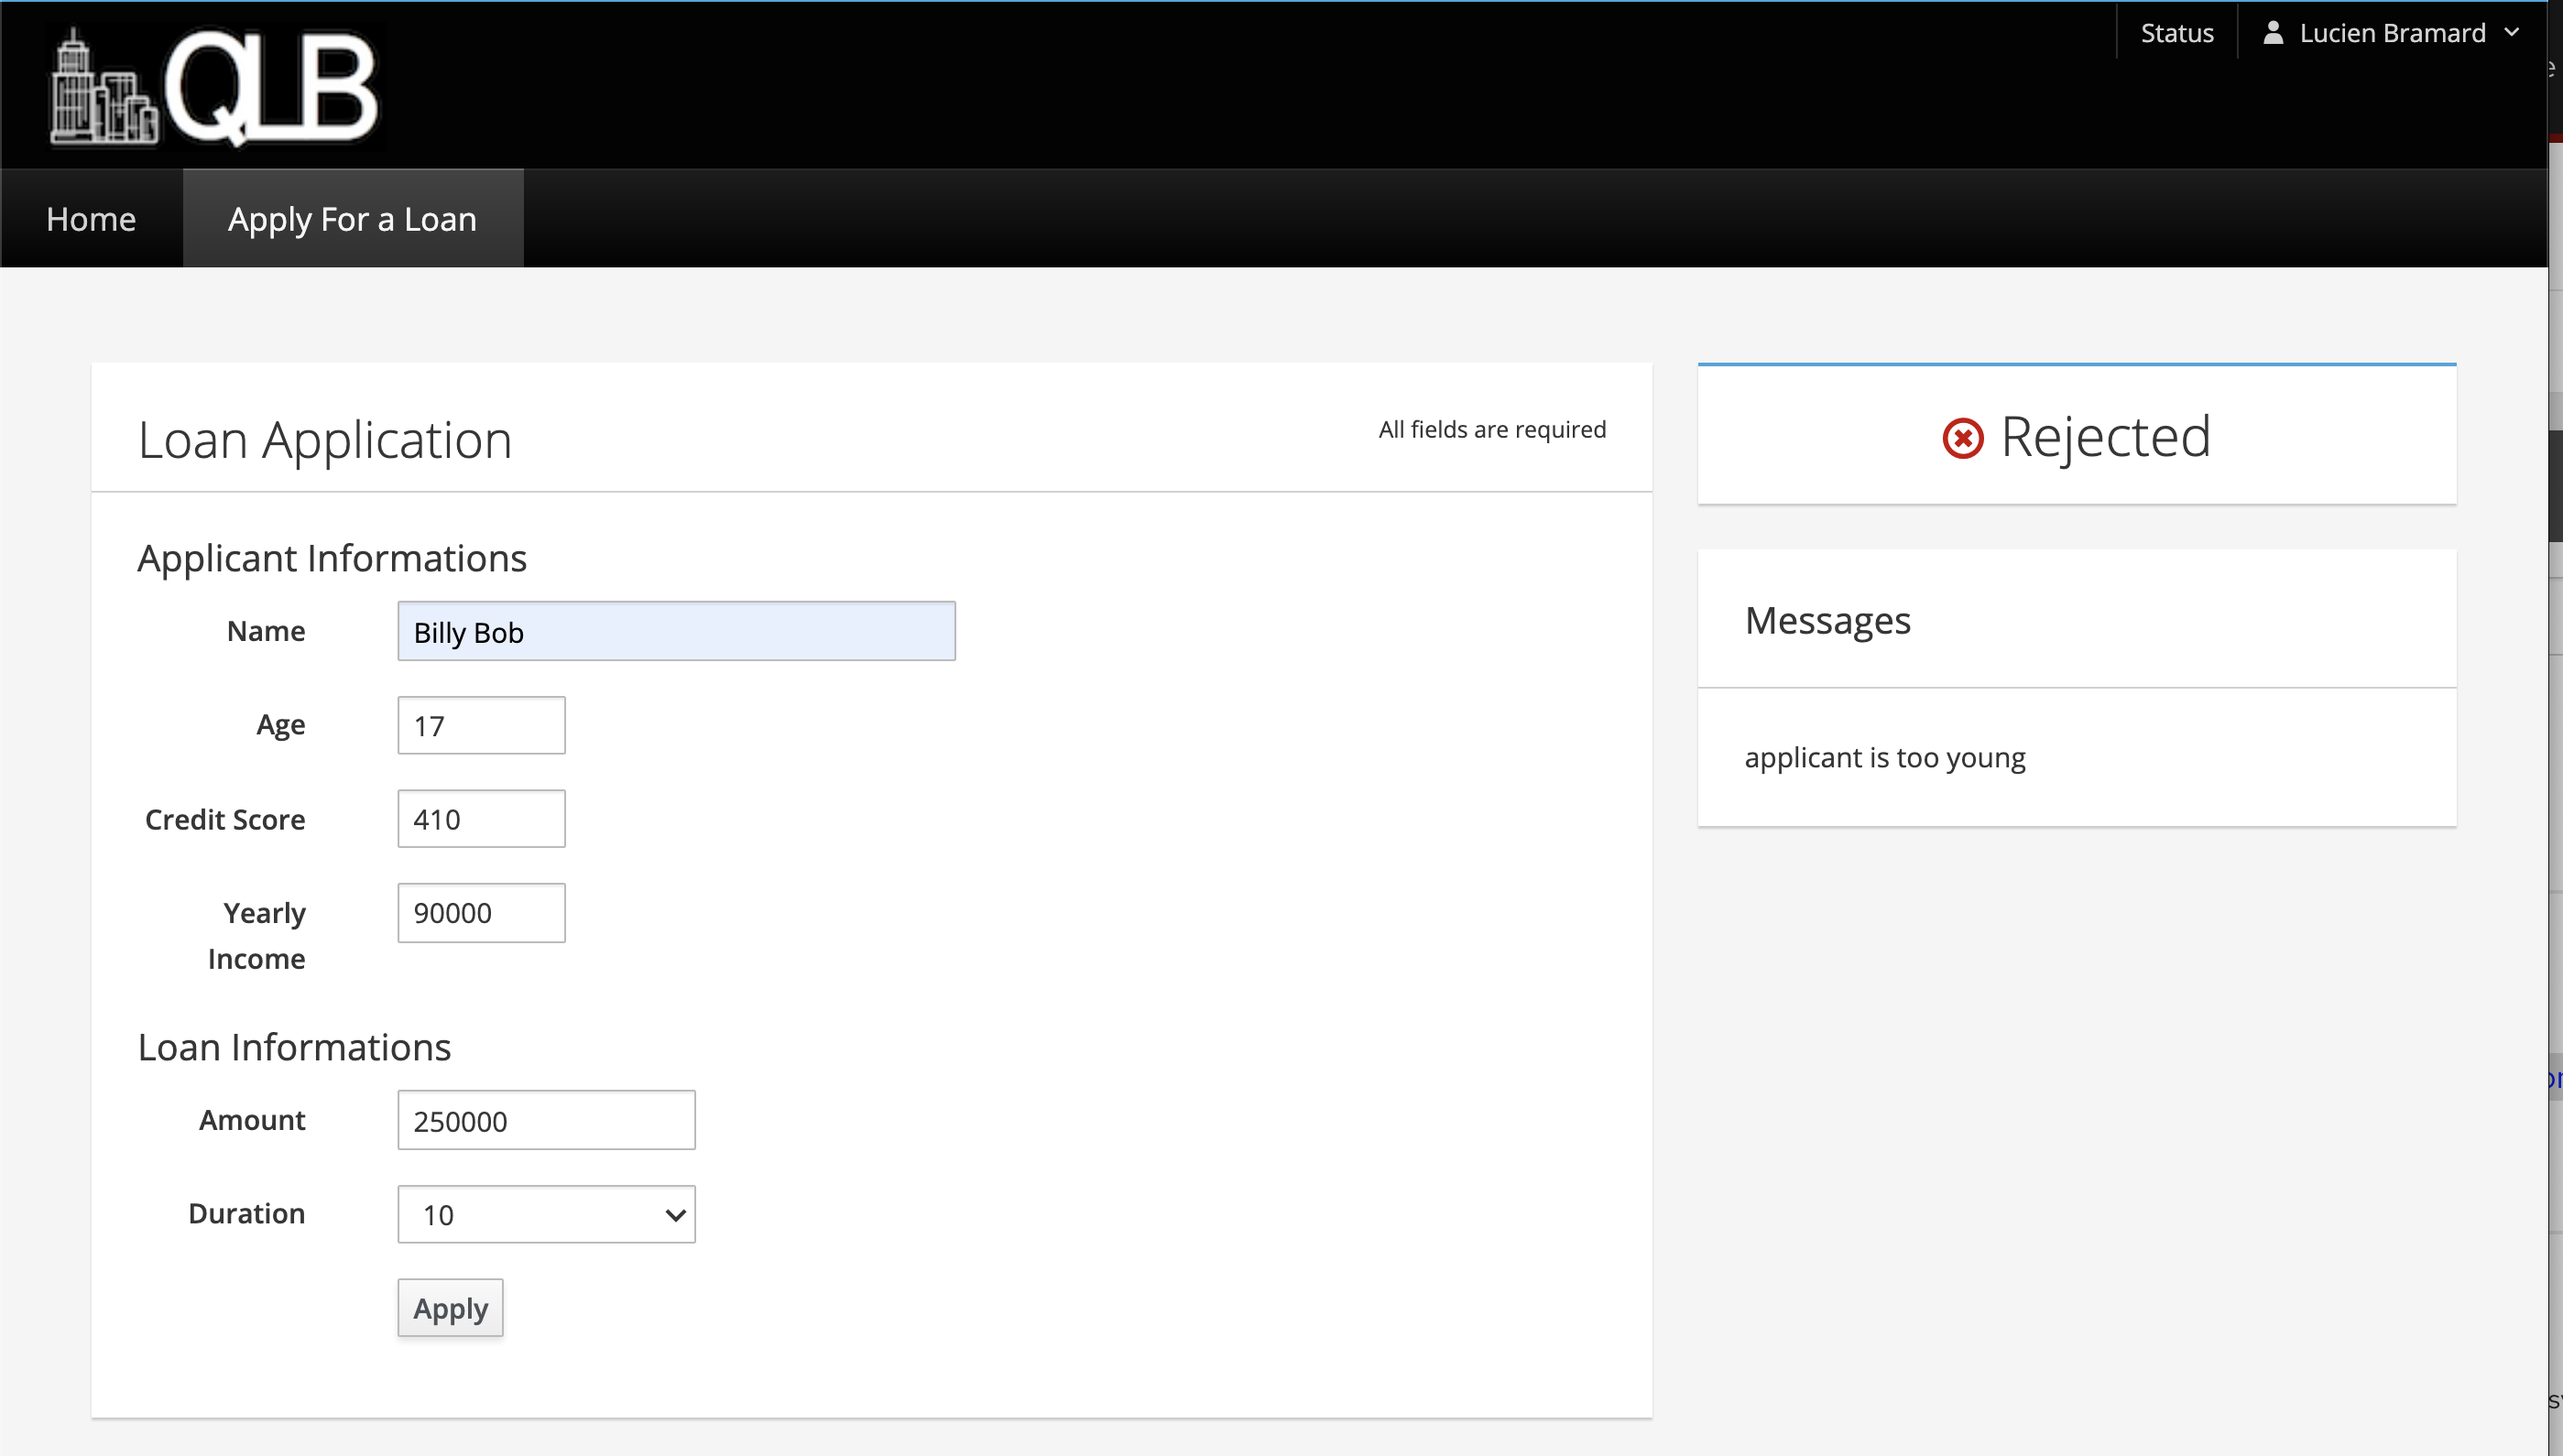 QLB
Status
Lucien Bramard
Home
Apply For a Loan
Loan Application
All fields are required
Applicant Informations
Name
Billy Bob
Age
17
Credit Score
410
Yearly
Income
90000
Loan Informations
Amount
250000
Duration
10
Apply
Rejected
Messages
applicant is too young